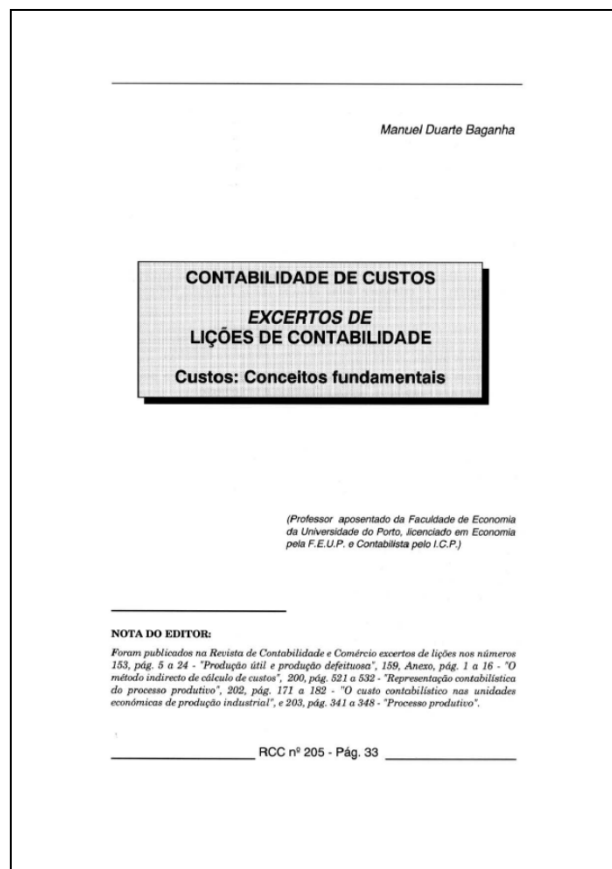 Manuel Duarte Baganha
CONTABILIDADE DE CUSTOS
EXCERTOS DE
LIÇÕES DE CONTABILIDADE
Custos: Conceitos fundamentais
(Professor aposentado da Faculdade de Economia
da Universidade do Porto, licenciado em Economia
pela F.E.U.P. e Contabilista pelo I.C.P.)
NOTA DO EDITOR:
Foram publicados na Revista de Contabilidade e Comércio excertos de lições nos números
153, pág. 5 a 24 - "Produção útil e produção defeituosa", 159, Anexo, pág. 1 a 16 - "O
método indirecto de cálculo de custos", 200, pág. 521 a 532 - "Representação contabilística
do processo produtivo", 202, pág. 171 a 182 - "O custo contabilístico nas unidades
económicas de produção industrial", e 203, pág. 341 a 348 - "Processo produtivo".
RCC nº 205 - Pág. 33